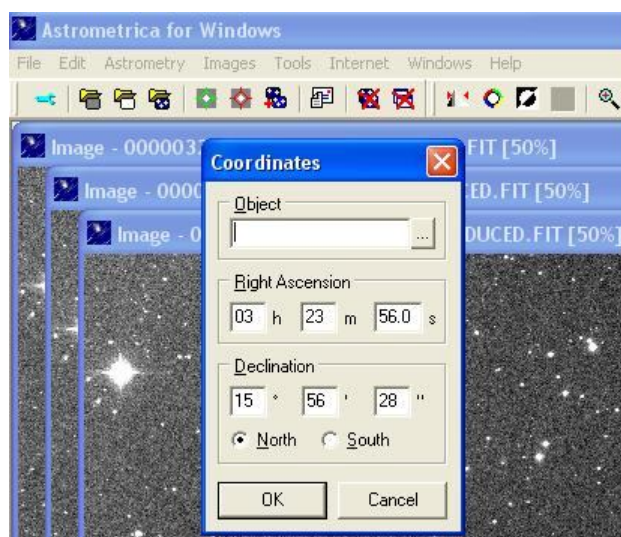 Astrometrica for Windows
File Edit Astrometry Images Tools Internet Windows Help
Image - 0000033 FIT [50%]
Image - 0000 ED.FIT [50%]
Image - 0 DUCED.FIT [50%]
Coordinates
Object
...
Right Ascension
03 h 23 m 56.0 s
Declination
15 ° 56 ' 28 "
North South
OK Cancel